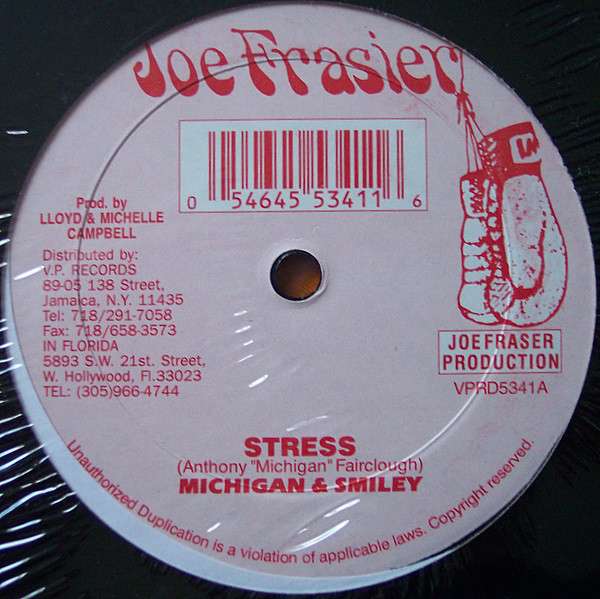 Joe Frasier
0 54645 53411 6
Prod. by
LLOYD & MICHELLE
CAMPBELL
Distributed by:
V.P. RECORDS
89-05 138 Street,
Jamaica, N.Y. 11435
Tel: 718/291-7058
Fax: 718/658-3573
IN FLORIDA
5893 S.W. 21st. Street,
W. Hollywood, Fl.33023
TEL: (305)966-4744
JOE FRASER
PRODUCTION
VPRD5341A
STRESS
(Anthony "Michigan" Fairclough)
MICHIGAN & SMILEY
Unauthorized Duplication is a violation of applicable laws. Copyright reserved.